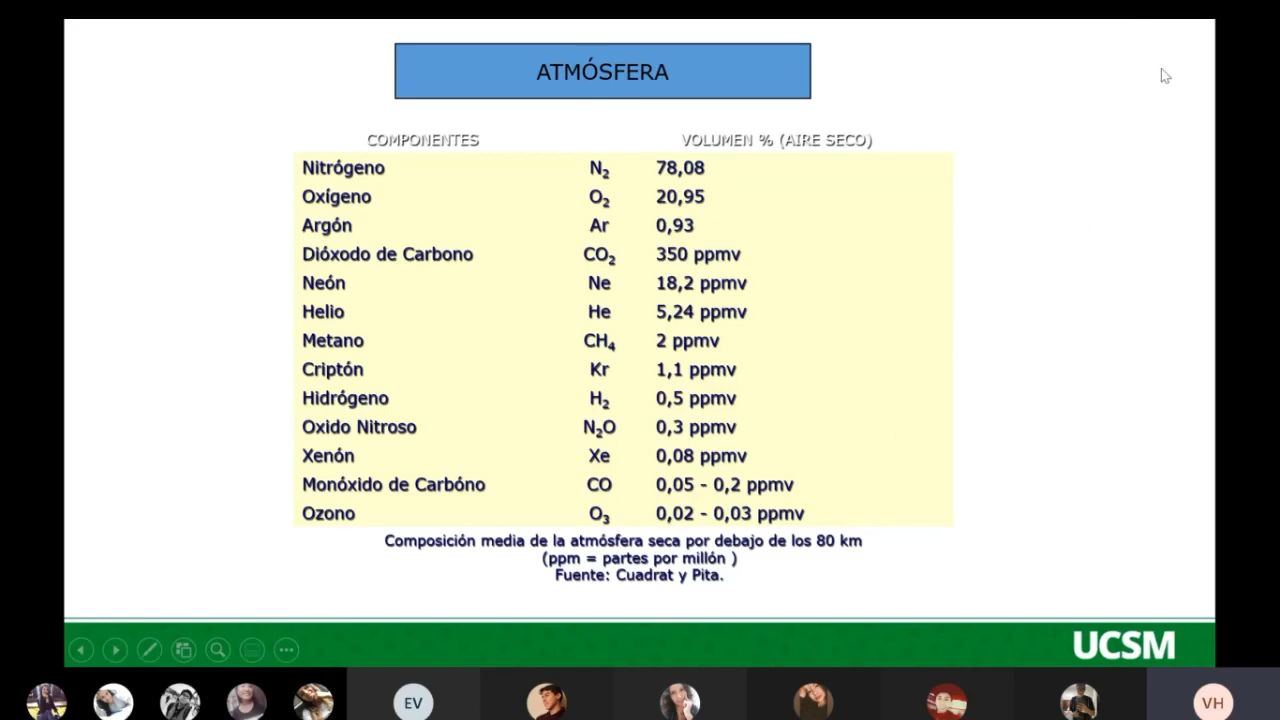 ATMÓSFERA
COMPONENTES VOLUMEN % (AIRE SECO)
Nitrógeno N₂ 78,08
Oxígeno O₂ 20,95
Argón Ar 0,93
Dióxodo de Carbono CO₂ 350 ppmv
Neón Ne 18,2 ppmv
Helio He 5,24 ppmv
Metano CH₄ 2 ppmv
Criptón Kr 1,1 ppmv
Hidrógeno H₂ 0,5 ppmv
Oxido Nitroso N₂O 0,3 ppmv
Xenón Xe 0,08 ppmv
Monóxido de Carbóno CO 0,05 - 0,2 ppmv
Ozono O₃ 0,02 - 0,03 ppmv
Composición media de la atmósfera seca por debajo de los 80 km
(ppm = partes por millón )
Fuente: Cuadrat y Pita.
UCSM
EV VH